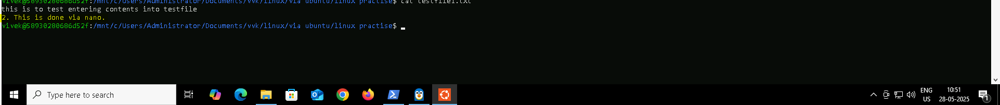 vivek@58930280686d52f:/mnt/c/Users/Administrator/Documents/vvk/linux/via ubuntu/linux practise$ cat testfile1.txt
this is to test entering contents into testfile
2. This is done via nano.
vivek@58930280686d52f:/mnt/c/Users/Administrator/Documents/vvk/linux/via ubuntu/linux practise$
Type here to search
ENG
US
10:51
28-05-2025
1